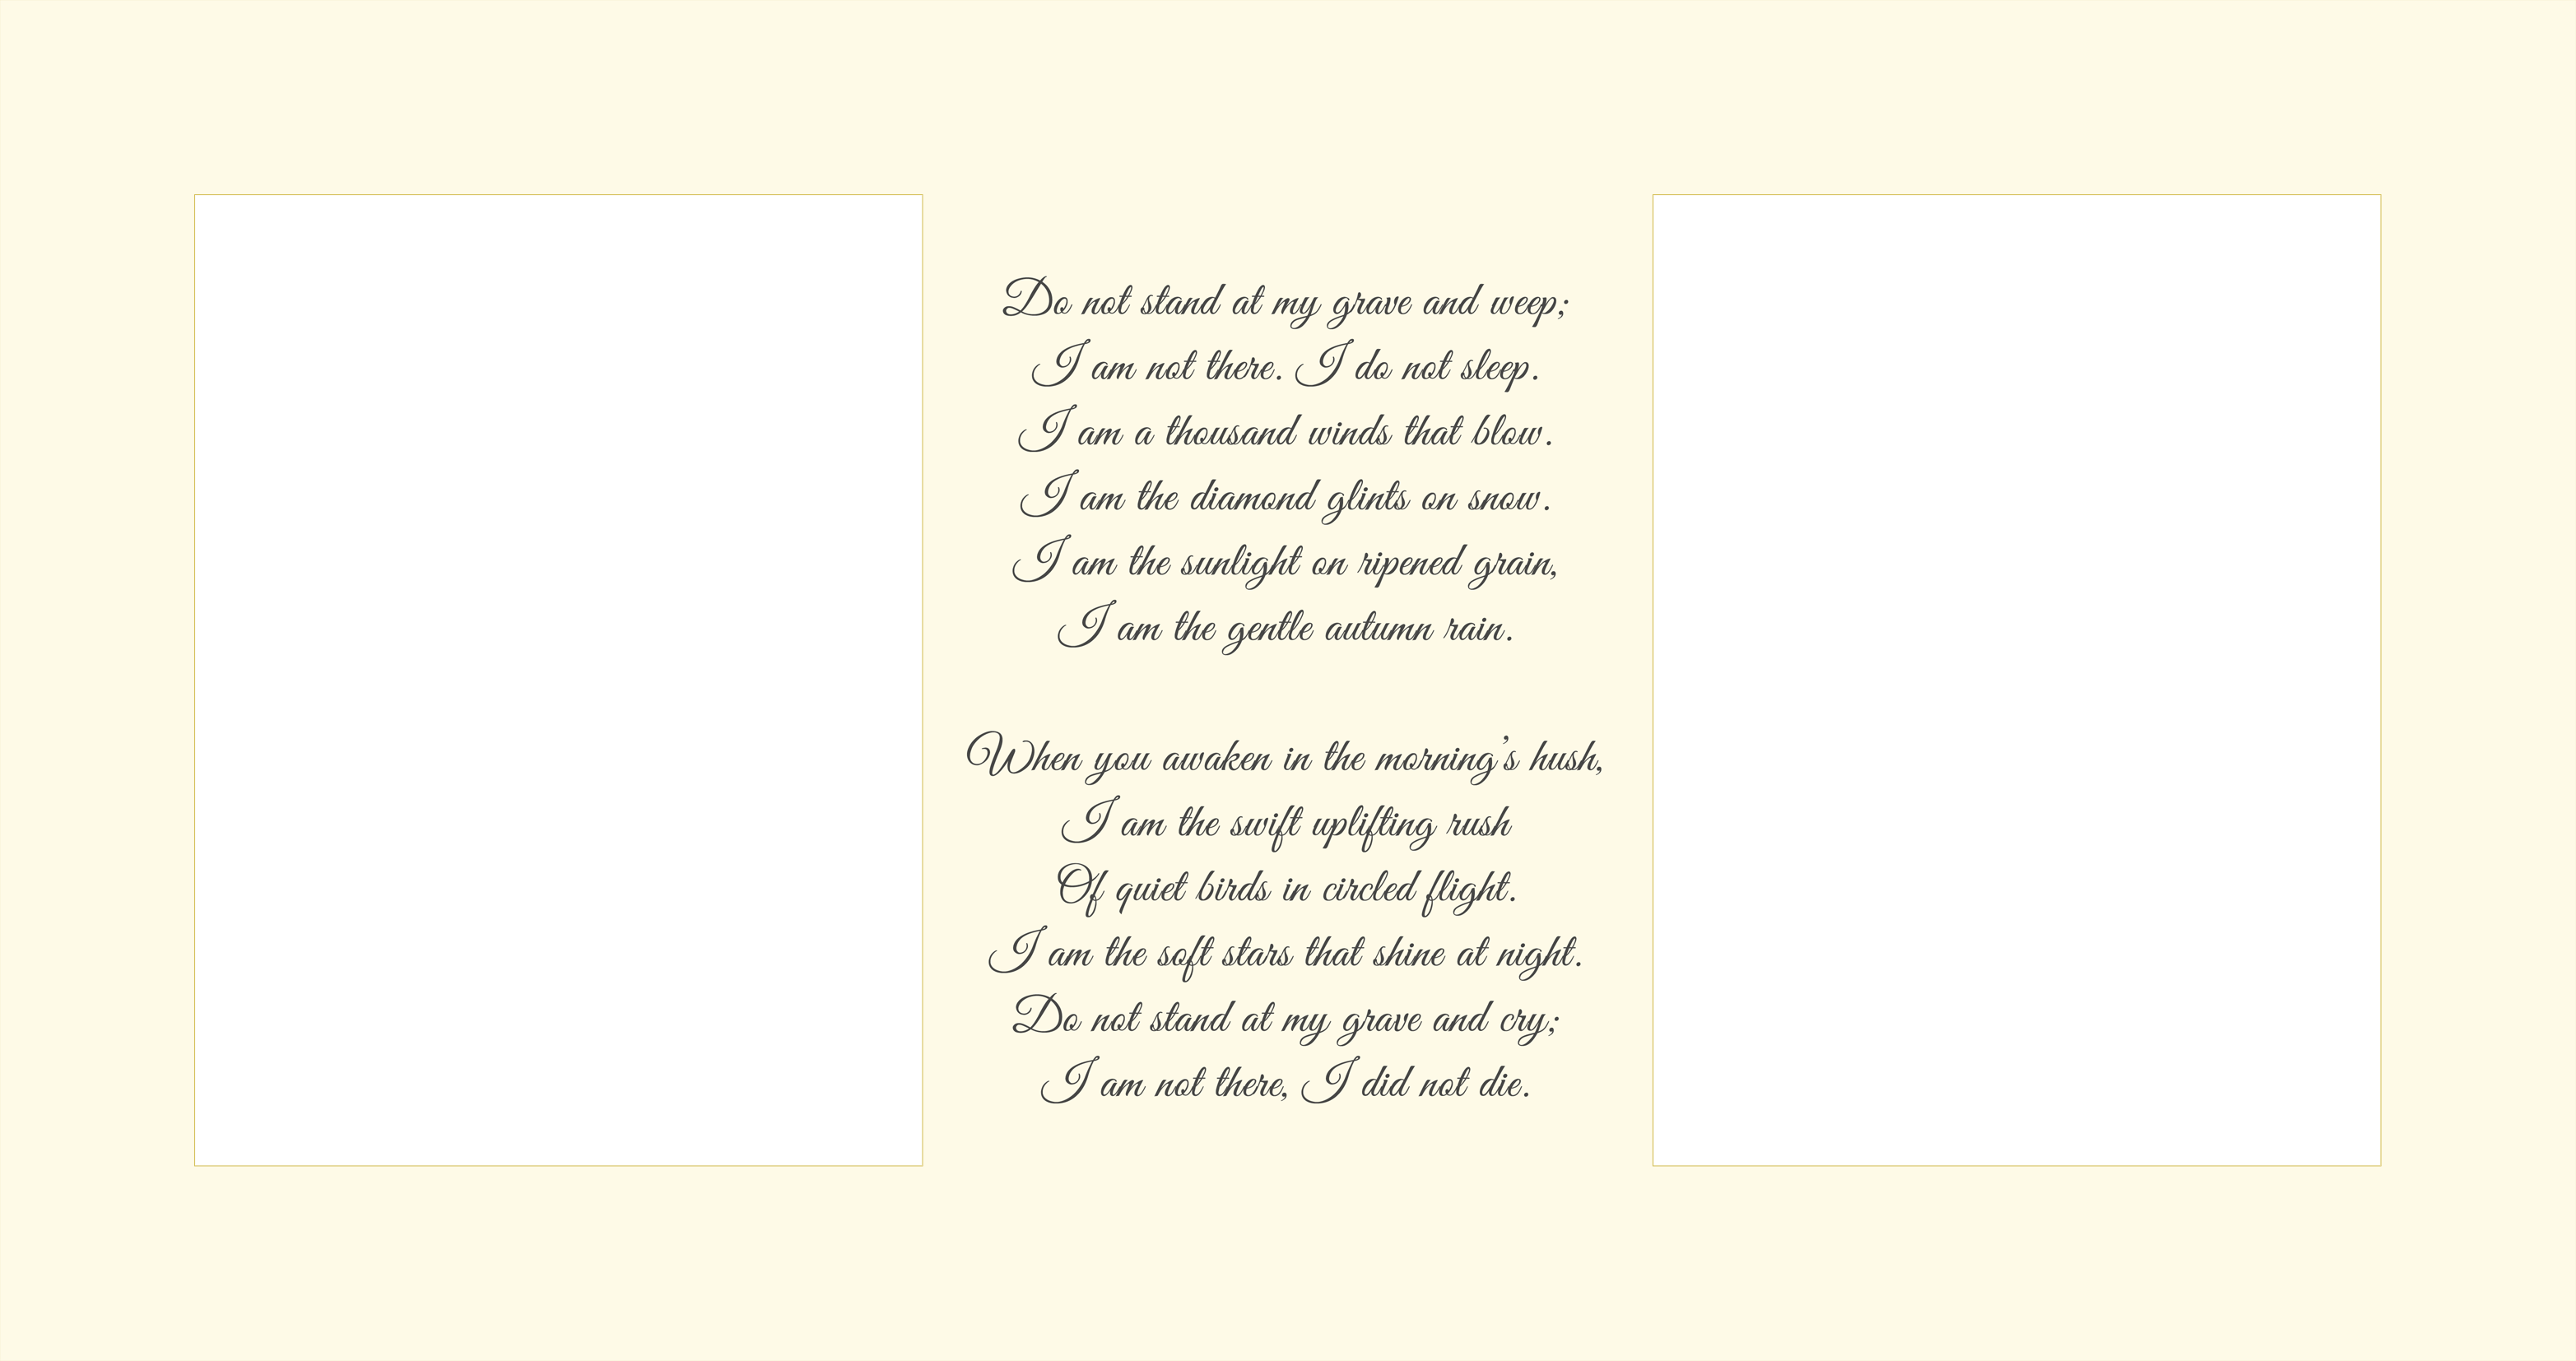 Do not stand at my grave and weep;
I am not there. I do not sleep.
I am a thousand winds that blow.
I am the diamond glints on snow.
I am the sunlight on ripened grain,
I am the gentle autumn rain.
When you awaken in the morning’s hush,
I am the swift uplifting rush
Of quiet birds in circled flight.
I am the soft stars that shine at night.
Do not stand at my grave and cry;
I am not there, I did not die.